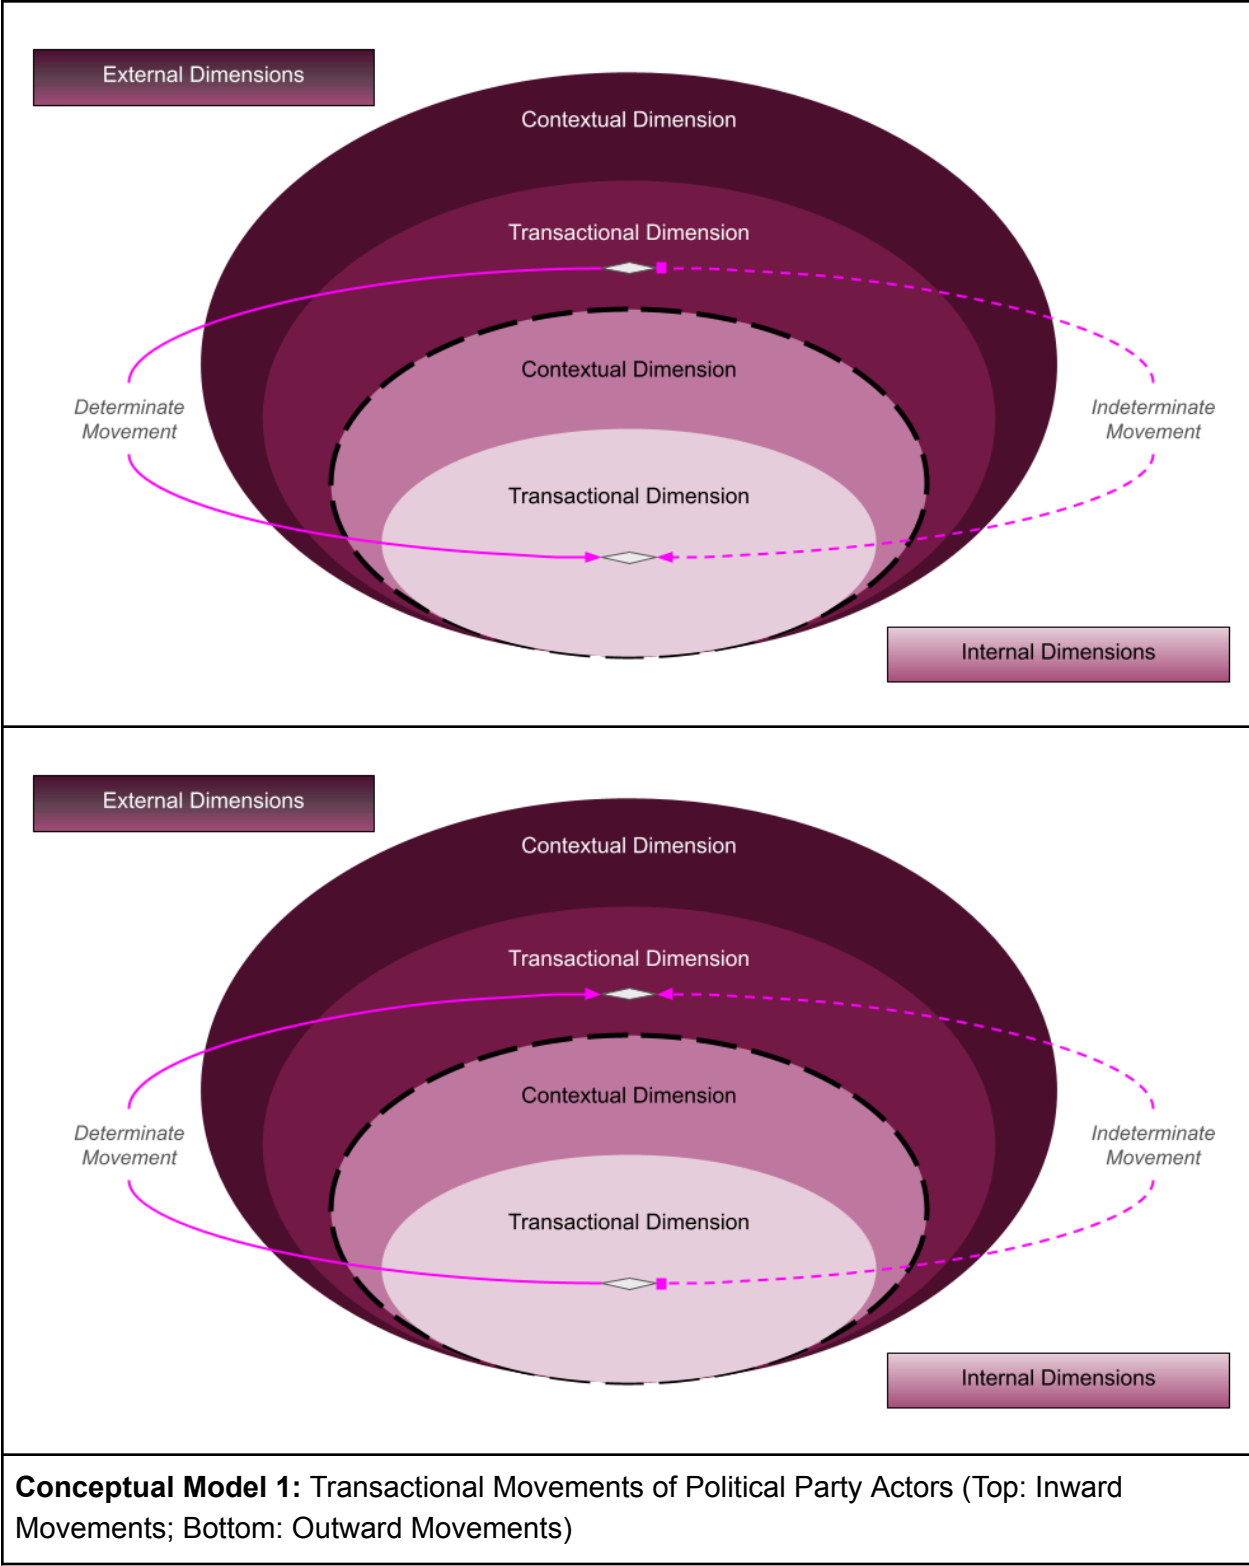 External Dimensions
Contextual Dimension
Transactional Dimension
Contextual Dimension
Determinate
Movement
Indeterminate
Movement
Transactional Dimension
Internal Dimensions
External Dimensions
Contextual Dimension
Transactional Dimension
Contextual Dimension
Determinate
Movement
Indeterminate
Movement
Transactional Dimension
Internal Dimensions
Conceptual Model 1: Transactional Movements of Political Party Actors (Top: Inward
Movements; Bottom: Outward Movements)